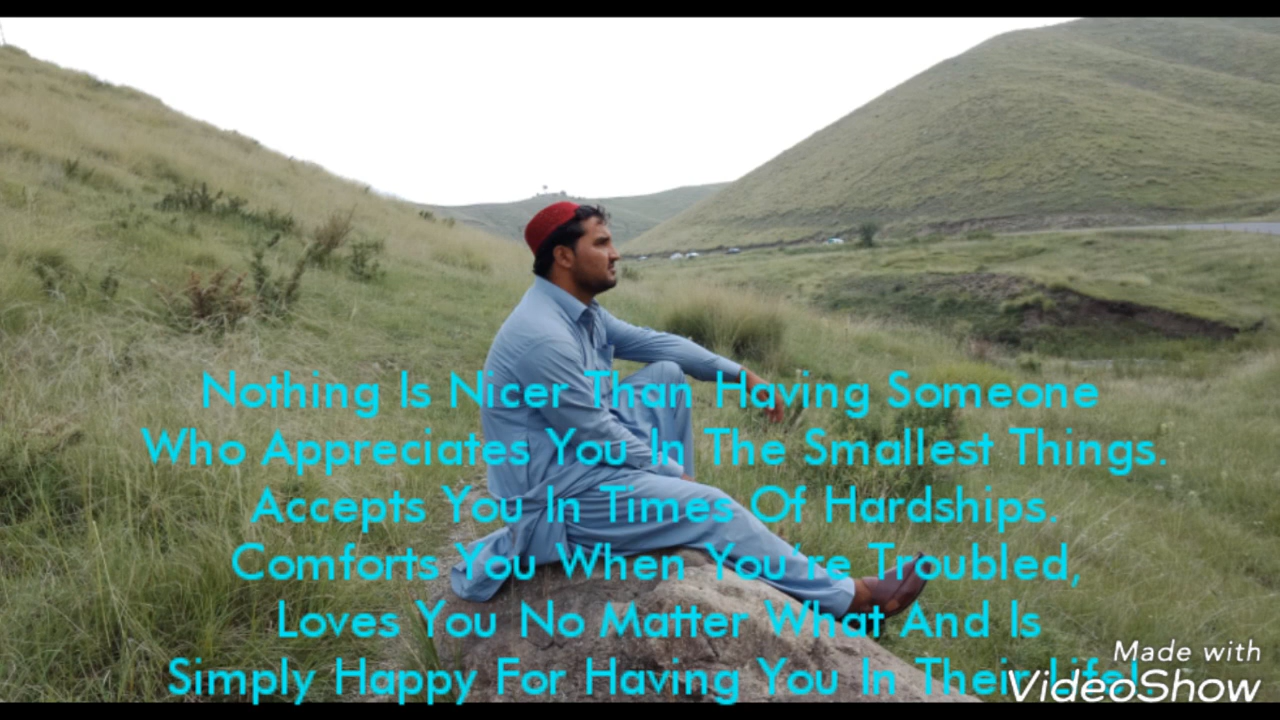 Nothing Is Nicer Than Having Someone
Who Appreciates You In The Smallest Things.
Accepts You In Times Of Hardships.
Comforts You When You're Troubled,
Loves You No Matter What And Is
Simply Happy For Having You In Their Life!.
Made with
VideoShow